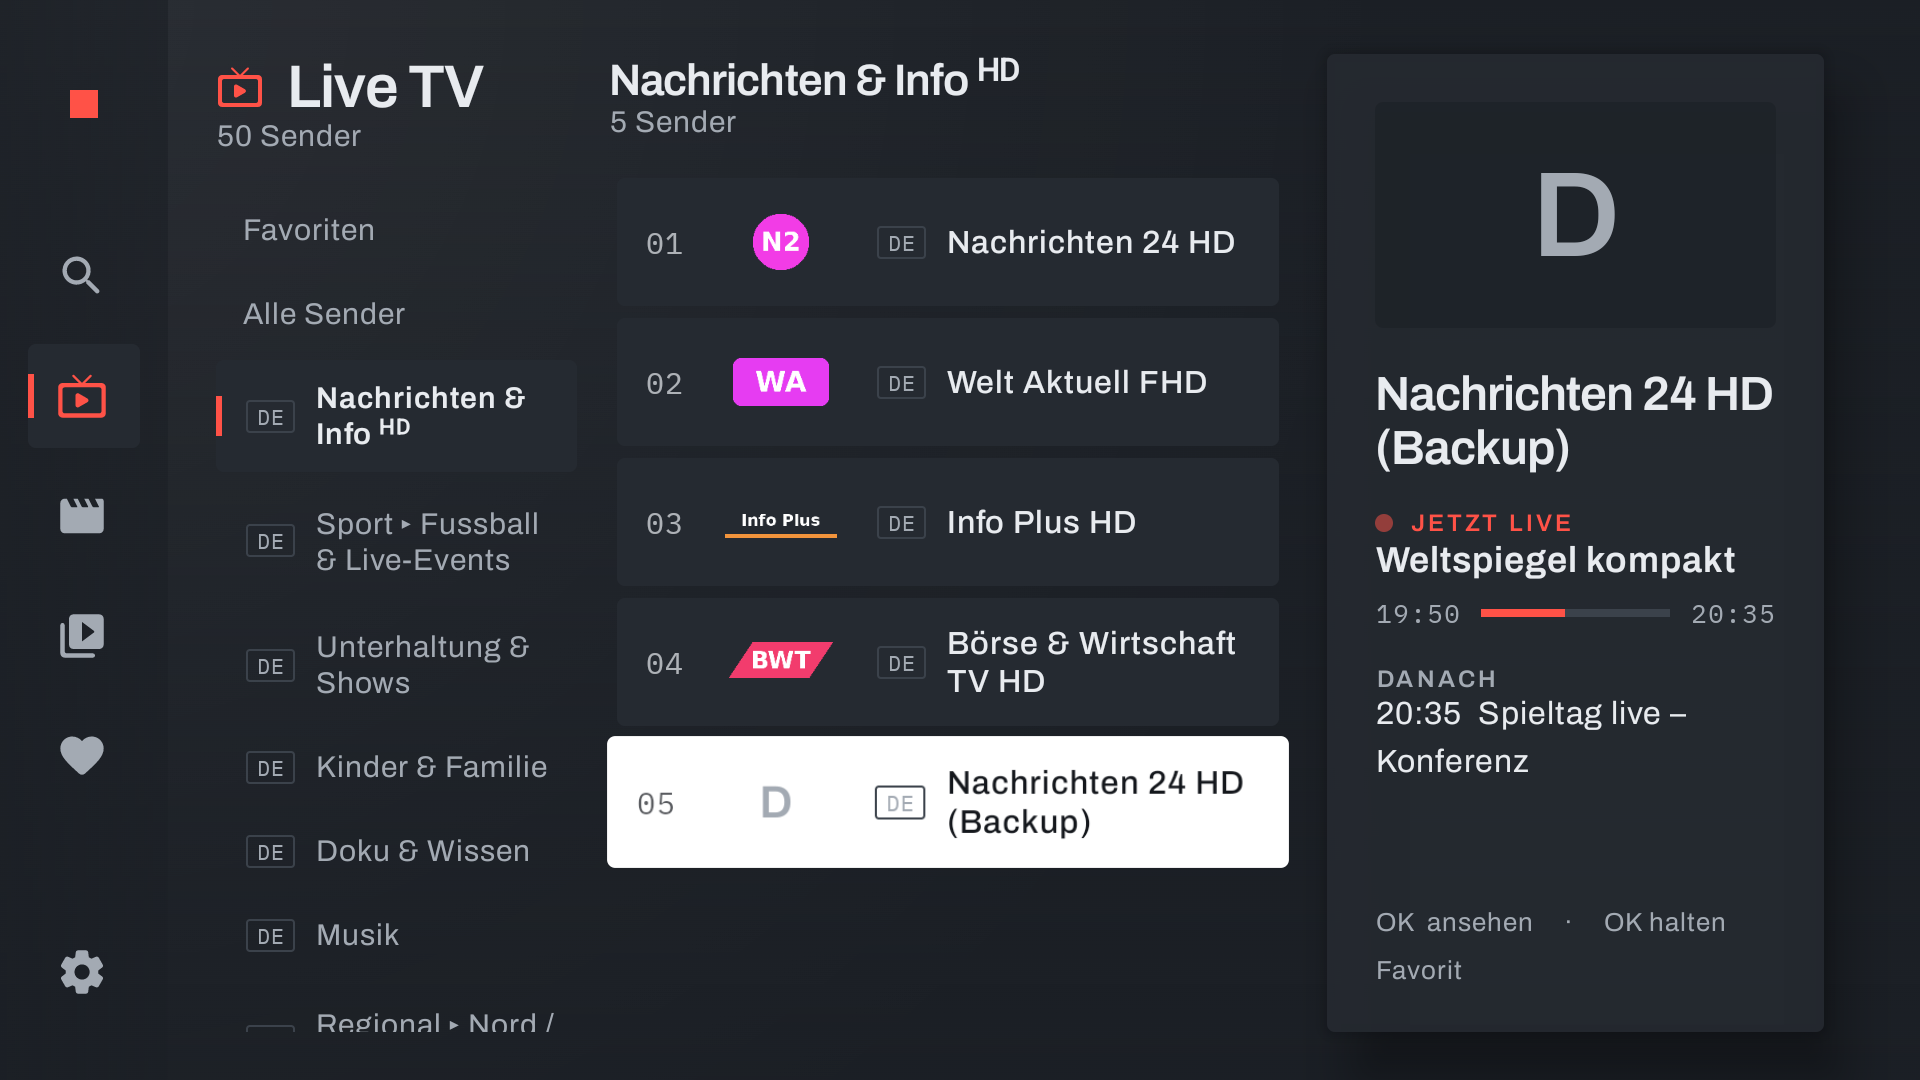 Live TV
50 Sender
Favoriten
Alle Sender
DE Nachrichten &
Info HD
DE Sport ▸ Fussball
& Live-Events
DE Unterhaltung &
Shows
DE Kinder & Familie
DE Doku & Wissen
DE Musik
Regional ▸ Nord /
Nachrichten & Info HD
5 Sender
01 N2 DE Nachrichten 24 HD
02 WA DE Welt Aktuell FHD
03 Info Plus DE Info Plus HD
04 BWT DE Börse & Wirtschaft
TV HD
05 D DE Nachrichten 24 HD
(Backup)
D
Nachrichten 24 HD
(Backup)
JETZT LIVE
Weltspiegel kompakt
19:50 20:35
DANACH
20:35 Spieltag live –
Konferenz
OK ansehen · OK halten
Favorit